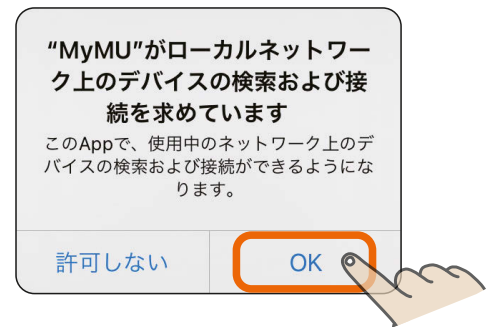 “MyMU”がローカルネットワー
ク上のデバイスの検索および接
続を求めています
このAppで、使用中のネットワーク上のデ
バイスの検索および接続ができるようにな
ります。
許可しない
OK